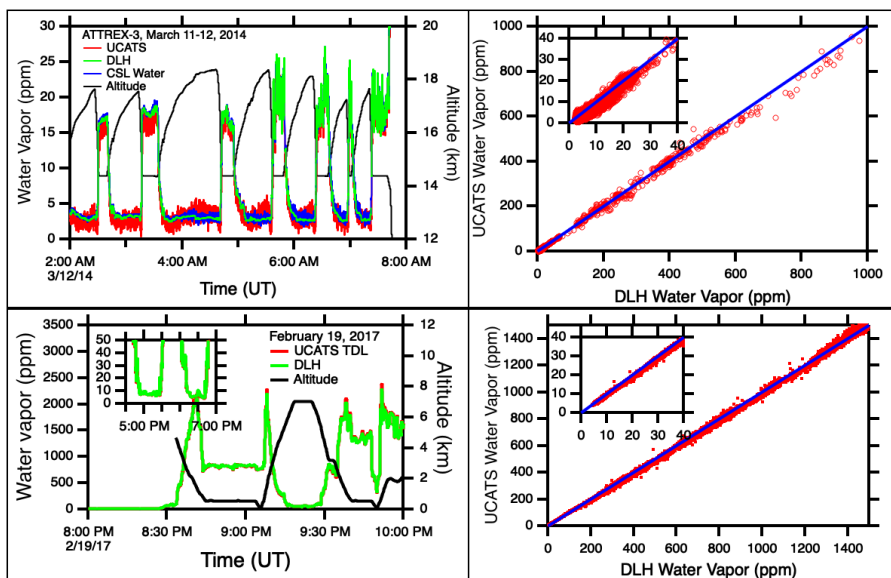 ATTREX-3, March 11-12, 2014
UCATS
DLH
CSL Water
Altitude
Water Vapor (ppm)
30
25
20
15
10
5
0
Altitude (km)
20
18
16
14
12
2:00 AM 4:00 AM 6:00 AM 8:00 AM
3/12/14
Time (UT)
UCATS Water Vapor (ppm)
1000
800
600
400
200
0
40
30
20
10
0
0 10 20 30 40
0 200 400 600 800 1000
DLH Water Vapor (ppm)
February 19, 2017
UCATS TDL
DLH
Altitude
Water vapor (ppm)
3500
3000
2500
2000
1500
1000
500
0
50
40
30
20
10
0
5:00 PM 7:00 PM
Altitude (km)
12
10
8
6
4
2
0
8:00 PM 8:30 PM 9:00 PM 9:30 PM 10:00 PM
2/19/17
Time (UT)
UCATS Water Vapor (ppm)
1400
1200
1000
800
600
400
200
0
40
30
20
10
0
0 10 20 30 40
0 200 400 600 800 1000 1200 1400
DLH Water Vapor (ppm)